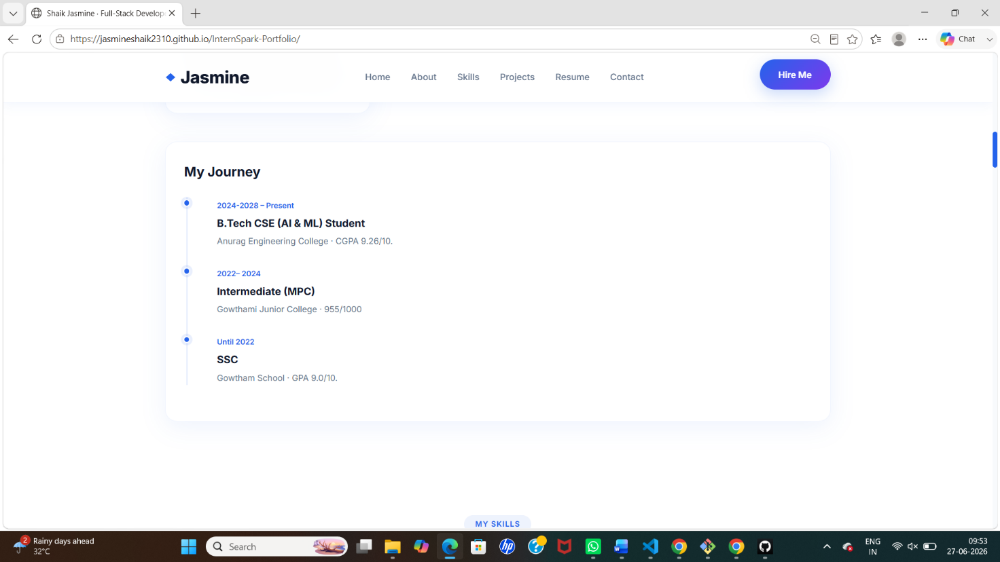 Shaik Jasmine · Full-Stack Develop
https://jasmineshaik2310.github.io/InternSpark-Portfolio/
Chat
Jasmine
Home About Skills Projects Resume Contact
Hire Me
My Journey
2024-2028 – Present
B.Tech CSE (AI & ML) Student
Anurag Engineering College · CGPA 9.26/10.
2022– 2024
Intermediate (MPC)
Gowthami Junior College · 955/1000
Until 2022
SSC
Gowtham School · GPA 9.0/10.
MY SKILLS
2
Rainy days ahead
32°C
Search
hp
ENG
IN
09:53
27-06-2026